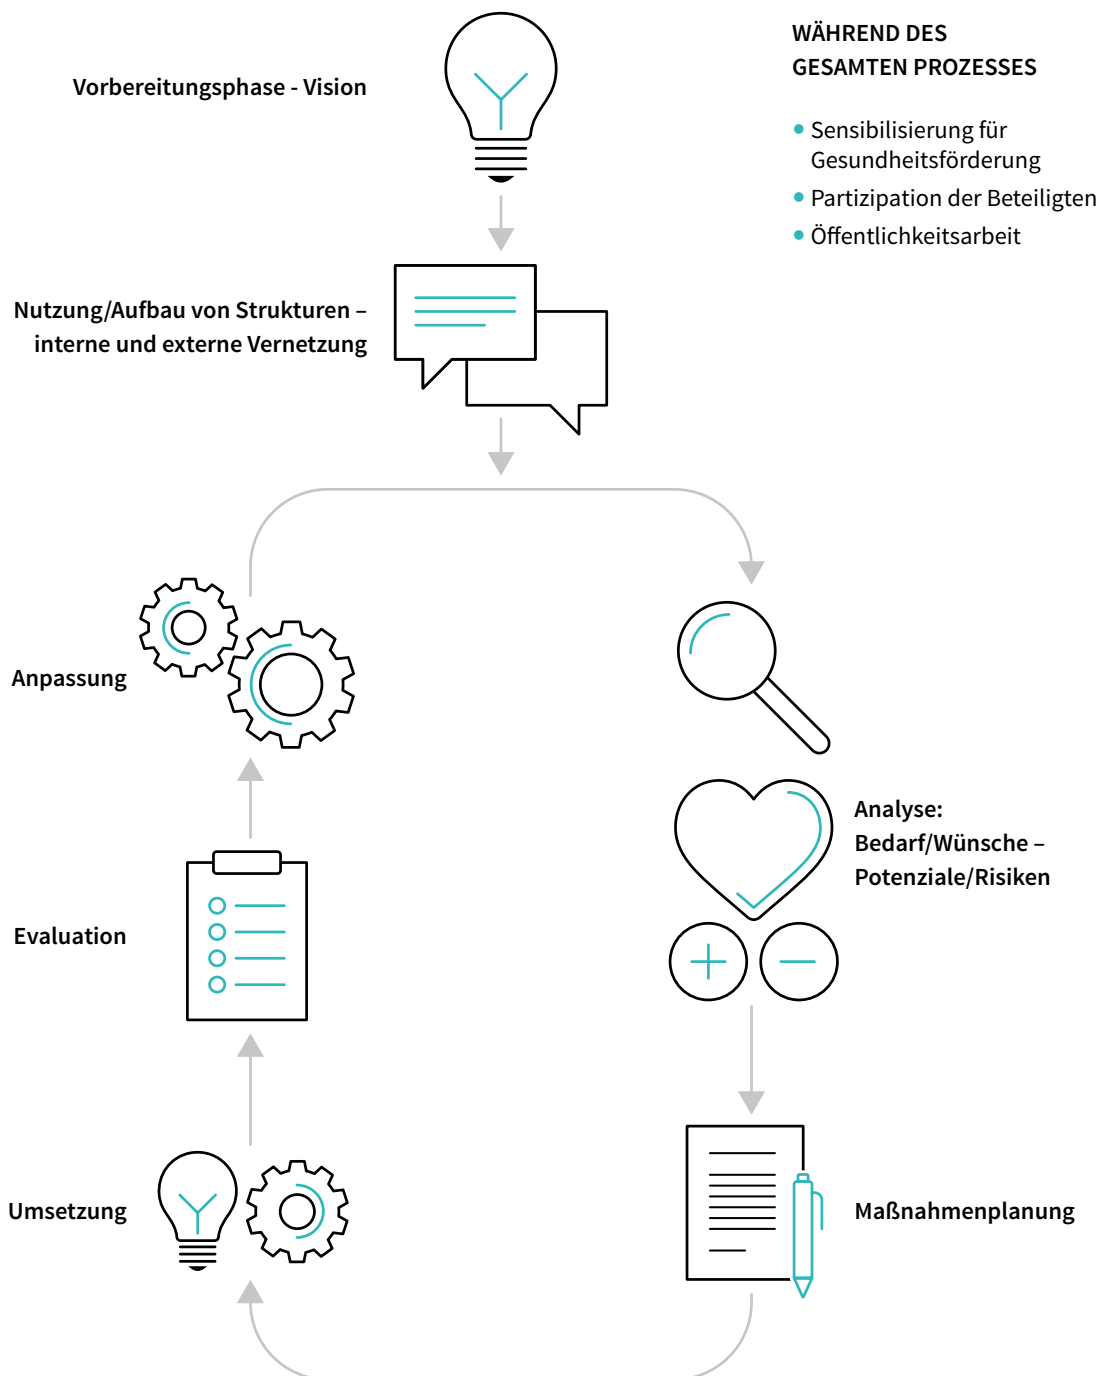 Vorbereitungsphase - Vision
WÄHREND DES
GESAMTEN PROZESSES
• Sensibilisierung für
Gesundheitsförderung
• Partizipation der Beteiligten
• Öffentlichkeitsarbeit
Nutzung/Aufbau von Strukturen –
interne und externe Vernetzung
Analyse:
Bedarf/Wünsche –
Potenziale/Risiken
Maßnahmenplanung
Umsetzung
Evaluation
Anpassung